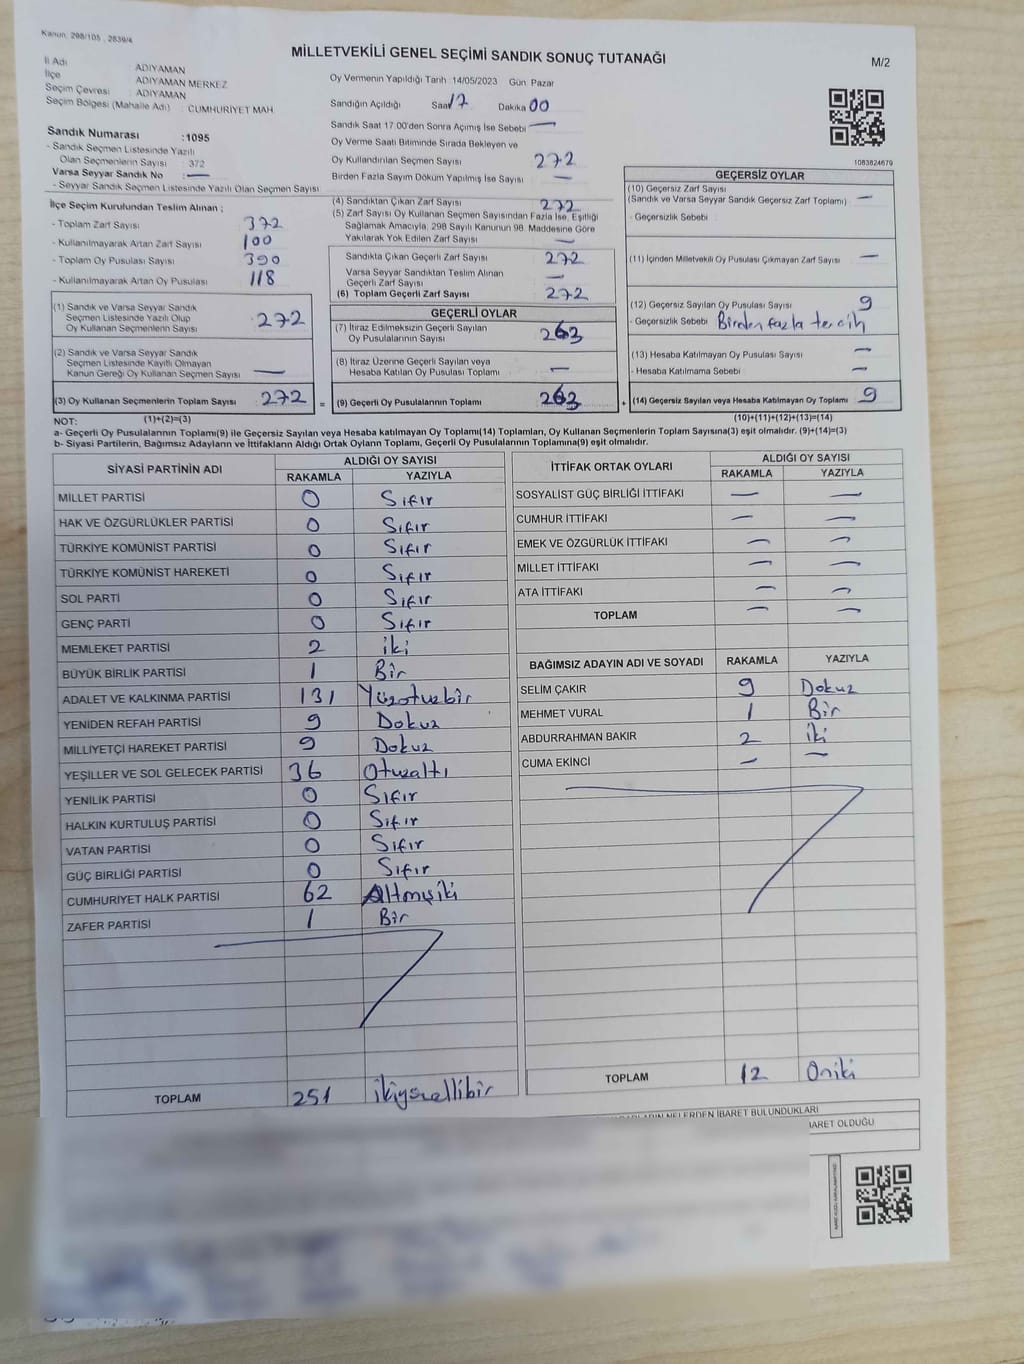 Kanun: 298/105 , 2839/4
MİLLETVEKİLİ GENEL SEÇİMİ SANDIK SONUÇ TUTANAĞI
M/2
İl Adı ADIYAMAN
İlçe ADIYAMAN MERKEZ
Seçim Çevresi : ADIYAMAN
Seçim Bölgesi (Mahalle Adı) : CUMHURİYET MAH.
Oy Vermenin Yapıldığı Tarih 14/05/2023 Gün Pazar
Sandığın Açıldığı Saat 17 Dakika 00
Sandık Saat 17:00'den Sonra Açımış İse Sebebi —
Oy Verme Saati Bitiminde Sırada Bekleyen ve
Oy Kullandırılan Seçmen Sayısı 272
Birden Fazla Sayım Döküm Yapılmış İse Sayısı —
Sandık Numarası :1095
- Sandık Seçmen Listesinde Yazılı
Olan Seçmenlerin Sayısı : 372
Varsa Seyyar Sandık No : —
- Seyyar Sandık Seçmen Listesinde Yazılı Olan Seçmen Sayısı
1083824679
İlçe Seçim Kurulundan Teslim Alınan :
- Toplam Zarf Sayısı 372
- Kullanılmayarak Artan Zarf Sayısı 100
- Toplam Oy Pusulası Sayısı 390
- Kullanılmayarak Artan Oy Pusulası 118
(4) Sandıktan Çıkan Zarf Sayısı 272
(5) Zarf Sayısı Oy Kullanan Seçmen Sayısından Fazla İse, Eşitliği
Sağlamak Amacıyla, 298 Sayılı Kanunun 98. Maddesine Göre
Yakılarak Yok Edilen Zarf Sayısı —
Sandıkta Çıkan Geçerli Zarf Sayısı 272
Varsa Seyyar Sandıktan Teslim Alınan
Geçerli Zarf Sayısı —
(6) Toplam Geçerli Zarf Sayısı 272
GEÇERSİZ OYLAR
(10) Geçersiz Zarf Sayısı
(Sandık ve Varsa Seyyar Sandık Geçersiz Zarf Toplamı) —
- Geçersizlik Sebebi :
(11) İçinden Milletvekili Oy Pusulası Çıkmayan Zarf Sayısı —
(12) Geçersiz Sayılan Oy Pusulası Sayısı 9
- Geçersizlik Sebebi Birden fazla tercih
(13) Hesaba Katılmayan Oy Pusulası Sayısı —
- Hesaba Katılmama Sebebi : —
(1) Sandık ve Varsa Seyyar Sandık
Seçmen Listesinde Yazılı Olup
Oy Kullanan Seçmenlerin Sayısı 272
(2) Sandık ve Varsa Seyyar Sandık
Seçmen Listesinde Kayıtlı Olmayan
Kanun Gereği Oy Kullanan Seçmen Sayısı —
GEÇERLİ OYLAR
(7) İtiraz Edilmeksizin Geçerli Sayılan
Oy Pusulalarının Sayısı 263
(8) İtiraz Üzerine Geçerli Sayılan veya
Hesaba Katılan Oy Pusulası Toplamı —
(3) Oy Kullanan Seçmenlerin Toplam Sayısı 272 = (9) Geçerli Oy Pusulalarının Toplamı 263 + (14) Geçersiz Sayılan veya Hesaba Katılmayan Oy Toplamı 9
NOT: (1)+(2)=(3) (10)+(11)+(12)+(13)=(14)
a- Geçerli Oy Pusulalarının Toplamı(9) ile Geçersiz Sayılan veya Hesaba katılmayan Oy Toplamı(14) Toplamları, Oy Kullanan Seçmenlerin Toplam Sayısına(3) eşit olmalıdır. (9)+(14)=(3)
b- Siyasi Partilerin, Bağımsız Adayların ve İttifakların Aldığı Ortak Oyların Toplamı, Geçerli Oy Pusulalarının Toplamına(9) eşit olmalıdır.
SİYASİ PARTİNİN ADI ALDIĞI OY SAYISI
RAKAMLA YAZIYLA
MİLLET PARTİSİ 0 Sıfır
HAK VE ÖZGÜRLÜKLER PARTİSİ 0 Sıfır
TÜRKİYE KOMÜNİST PARTİSİ 0 Sıfır
TÜRKİYE KOMÜNİST HAREKETİ 0 Sıfır
SOL PARTİ 0 Sıfır
GENÇ PARTİ 0 Sıfır
MEMLEKET PARTİSİ 2 iki
BÜYÜK BİRLİK PARTİSİ 1 Bir
ADALET VE KALKINMA PARTİSİ 131 Yüzotuzbir
YENİDEN REFAH PARTİSİ 9 Dokuz
MİLLİYETÇİ HAREKET PARTİSİ 9 Dokuz
YEŞİLLER VE SOL GELECEK PARTİSİ 36 Otuzaltı
YENİLİK PARTİSİ 0 Sıfır
HALKIN KURTULUŞ PARTİSİ 0 Sıfır
VATAN PARTİSİ 0 Sıfır
GÜÇ BİRLİĞİ PARTİSİ 0 Sıfır
CUMHURİYET HALK PARTİSİ 62 Altmışiki
ZAFER PARTİSİ 1 Bir
TOPLAM 251 ikiyüzellibir
İTTİFAK ORTAK OYLARI ALDIĞI OY SAYISI
RAKAMLA YAZIYLA
SOSYALİST GÜÇ BİRLİĞİ İTTİFAKI — —
CUMHUR İTTİFAKI — —
EMEK VE ÖZGÜRLÜK İTTİFAKI — —
MİLLET İTTİFAKI — —
ATA İTTİFAKI — —
TOPLAM — —
BAĞIMSIZ ADAYIN ADI VE SOYADI RAKAMLA YAZIYLA
SELİM ÇAKIR 9 Dokuz
MEHMET VURAL 1 Bir
ABDURRAHMAN BAKIR 2 iki
CUMA EKİNCİ — —
TOPLAM 12 Oniki
NELERDEN İBARET BULUNDUKLARI
OLDUĞU